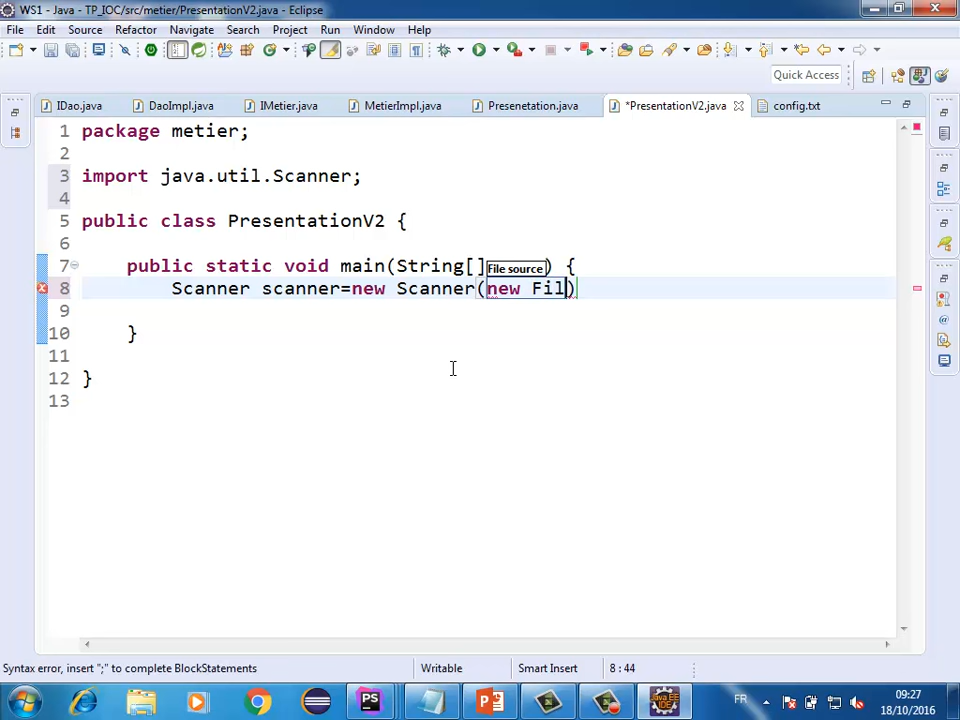 WS1 - Java - TP_IOC/src/metier/PresentationV2.java - Eclipse
File Edit Source Refactor Navigate Search Project Run Window Help
Quick Access
IDao.java DaoImpl.java IMetier.java MetierImpl.java Presenetation.java *PresentationV2.java config.txt
1 package metier;
2
3 import java.util.Scanner;
4
5 public class PresentationV2 {
6
7 public static void main(String[] ) {
File source
8 Scanner scanner=new Scanner(new Fil)
9
10 }
11
12 }
13
Syntax error, insert ";" to complete BlockStatements Writable Smart Insert 8 : 44
PS Java EE IDE FR 09:27
18/10/2016